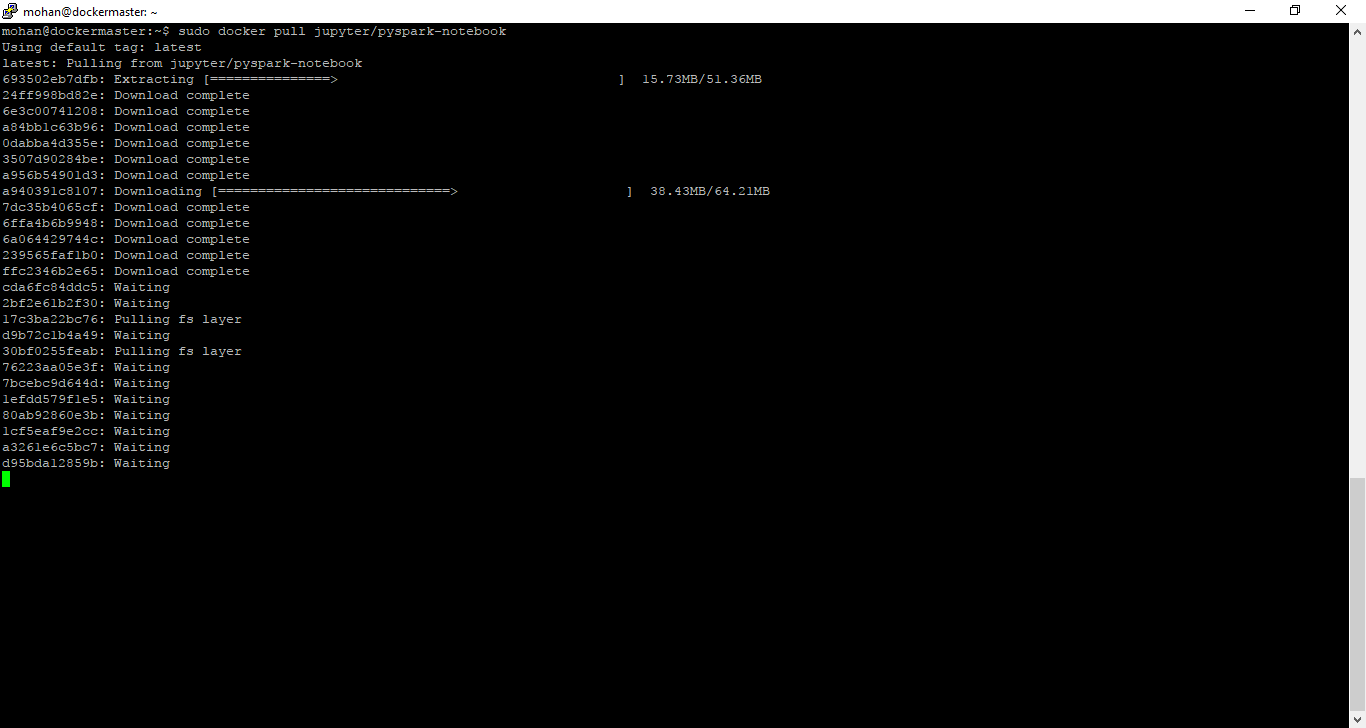 mohan@dockermaster: ~
mohan@dockermaster:~$ sudo docker pull jupyter/pyspark-notebook
Using default tag: latest
latest: Pulling from jupyter/pyspark-notebook
693502eb7dfb: Extracting [===============>                                   ]  15.73MB/51.36MB
24ff998bd82e: Download complete
6e3c00741208: Download complete
a84bb1c63b96: Download complete
0dabba4d355e: Download complete
3507d90284be: Download complete
a956b54901d3: Download complete
a940391c8107: Downloading [=============================>                     ]  38.43MB/64.21MB
7dc35b4065cf: Download complete
6ffa4b6b9948: Download complete
6a064429744c: Download complete
239565faf1b0: Download complete
ffc2346b2e65: Download complete
cda6fc84ddc5: Waiting
2bf2e61b2f30: Waiting
17c3ba22bc76: Pulling fs layer
d9b72c1b4a49: Waiting
30bf0255feab: Pulling fs layer
76223aa05e3f: Waiting
7bcebc9d644d: Waiting
1efdd579f1e5: Waiting
80ab92860e3b: Waiting
1cf5eaf9e2cc: Waiting
a3261e6c5bc7: Waiting
d95bda12859b: Waiting